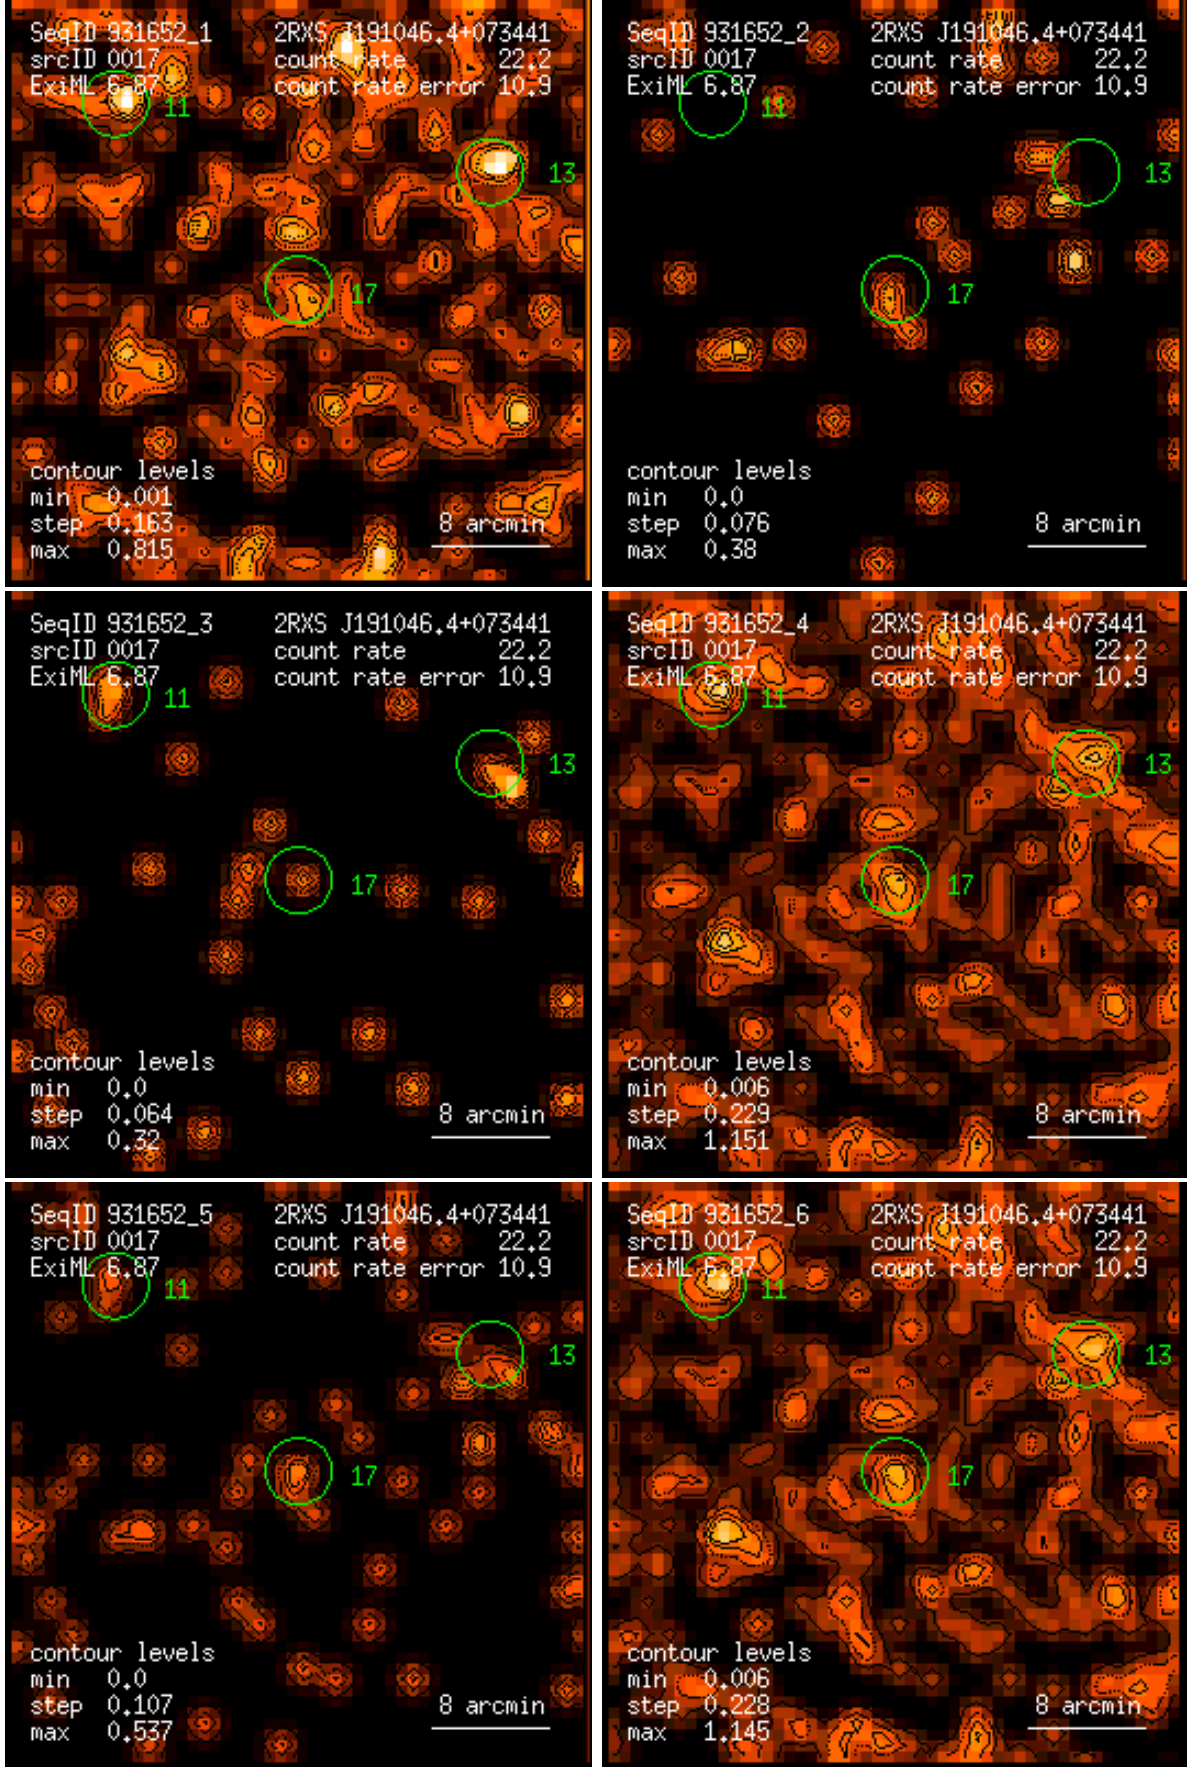 SeqID 931652_1 2RXS J191046.4+073441
srcID 0017 count rate 22.2
ExiML 6.87 count rate error 10.9
11
13
17
contour levels
min 0.001
step 0.163 8 arcmin
max 0.815
SeqID 931652_2 2RXS J191046.4+073441
srcID 0017 count rate 22.2
ExiML 6.87 count rate error 10.9
11
13
17
contour levels
min 0.0
step 0.076 8 arcmin
max 0.38
SeqID 931652_3 2RXS J191046.4+073441
srcID 0017 count rate 22.2
ExiML 6.87 count rate error 10.9
11
13
17
contour levels
min 0.0
step 0.064 8 arcmin
max 0.32
SeqID 931652_4 2RXS J191046.4+073441
srcID 0017 count rate 22.2
ExiML 6.87 count rate error 10.9
11
13
17
contour levels
min 0.006
step 0.229 8 arcmin
max 1.151
SeqID 931652_5 2RXS J191046.4+073441
srcID 0017 count rate 22.2
ExiML 6.87 count rate error 10.9
11
13
17
contour levels
min 0.0
step 0.107 8 arcmin
max 0.537
SeqID 931652_6 2RXS J191046.4+073441
srcID 0017 count rate 22.2
ExiML 6.87 count rate error 10.9
11
13
17
contour levels
min 0.006
step 0.228 8 arcmin
max 1.145